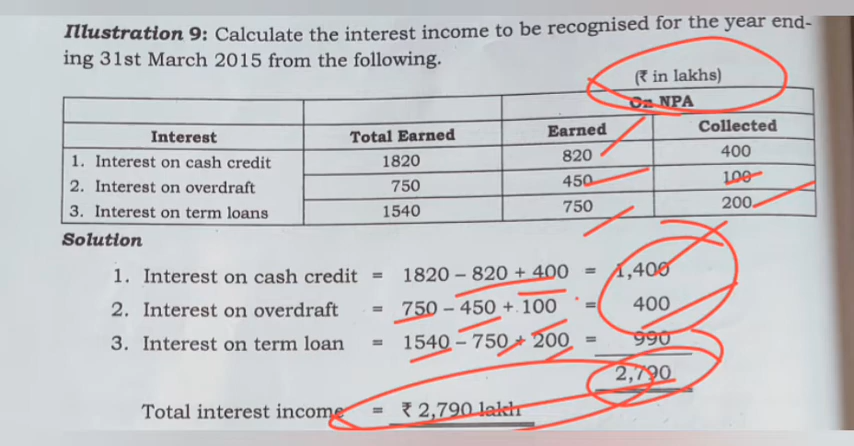 Illustration 9: Calculate the interest income to be recognised for the year end-
ing 31st March 2015 from the following.
(₹ in lakhs)
On NPA
Interest Total Earned Earned Collected
1. Interest on cash credit 1820 820 400
2. Interest on overdraft 750 450 100
3. Interest on term loans 1540 750 200
Solution
1. Interest on cash credit = 1820 – 820 + 400 = 1,400
2. Interest on overdraft = 750 – 450 + 100 = 400
3. Interest on term loan = 1540 – 750 + 200 = 990
2,790
Total interest income = ₹ 2,790 lakh